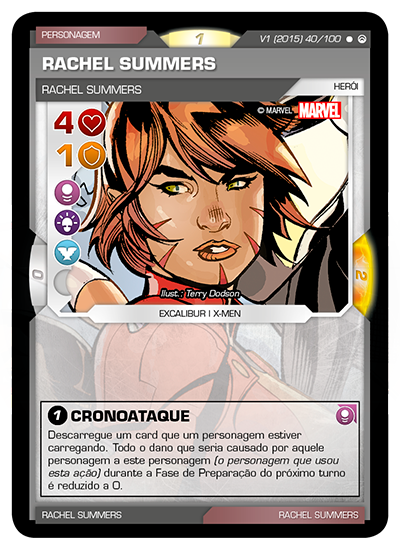 PERSONAGEM
1
V1 (2015) 40/100
RACHEL SUMMERS
RACHEL SUMMERS
HERÓI
© MARVEL MARVEL
4
1
0
2
Ilust.: Terry Dodson
EXCALIBUR | X-MEN
1 CRONOATAQUE
Descarregue um card que um personagem estiver
carregando. Todo o dano que seria causado por aquele
personagem a este personagem (o personagem que usou
esta ação) durante a Fase de Preparação do próximo turno
é reduzido a 0.
RACHEL SUMMERS
RACHEL SUMMERS